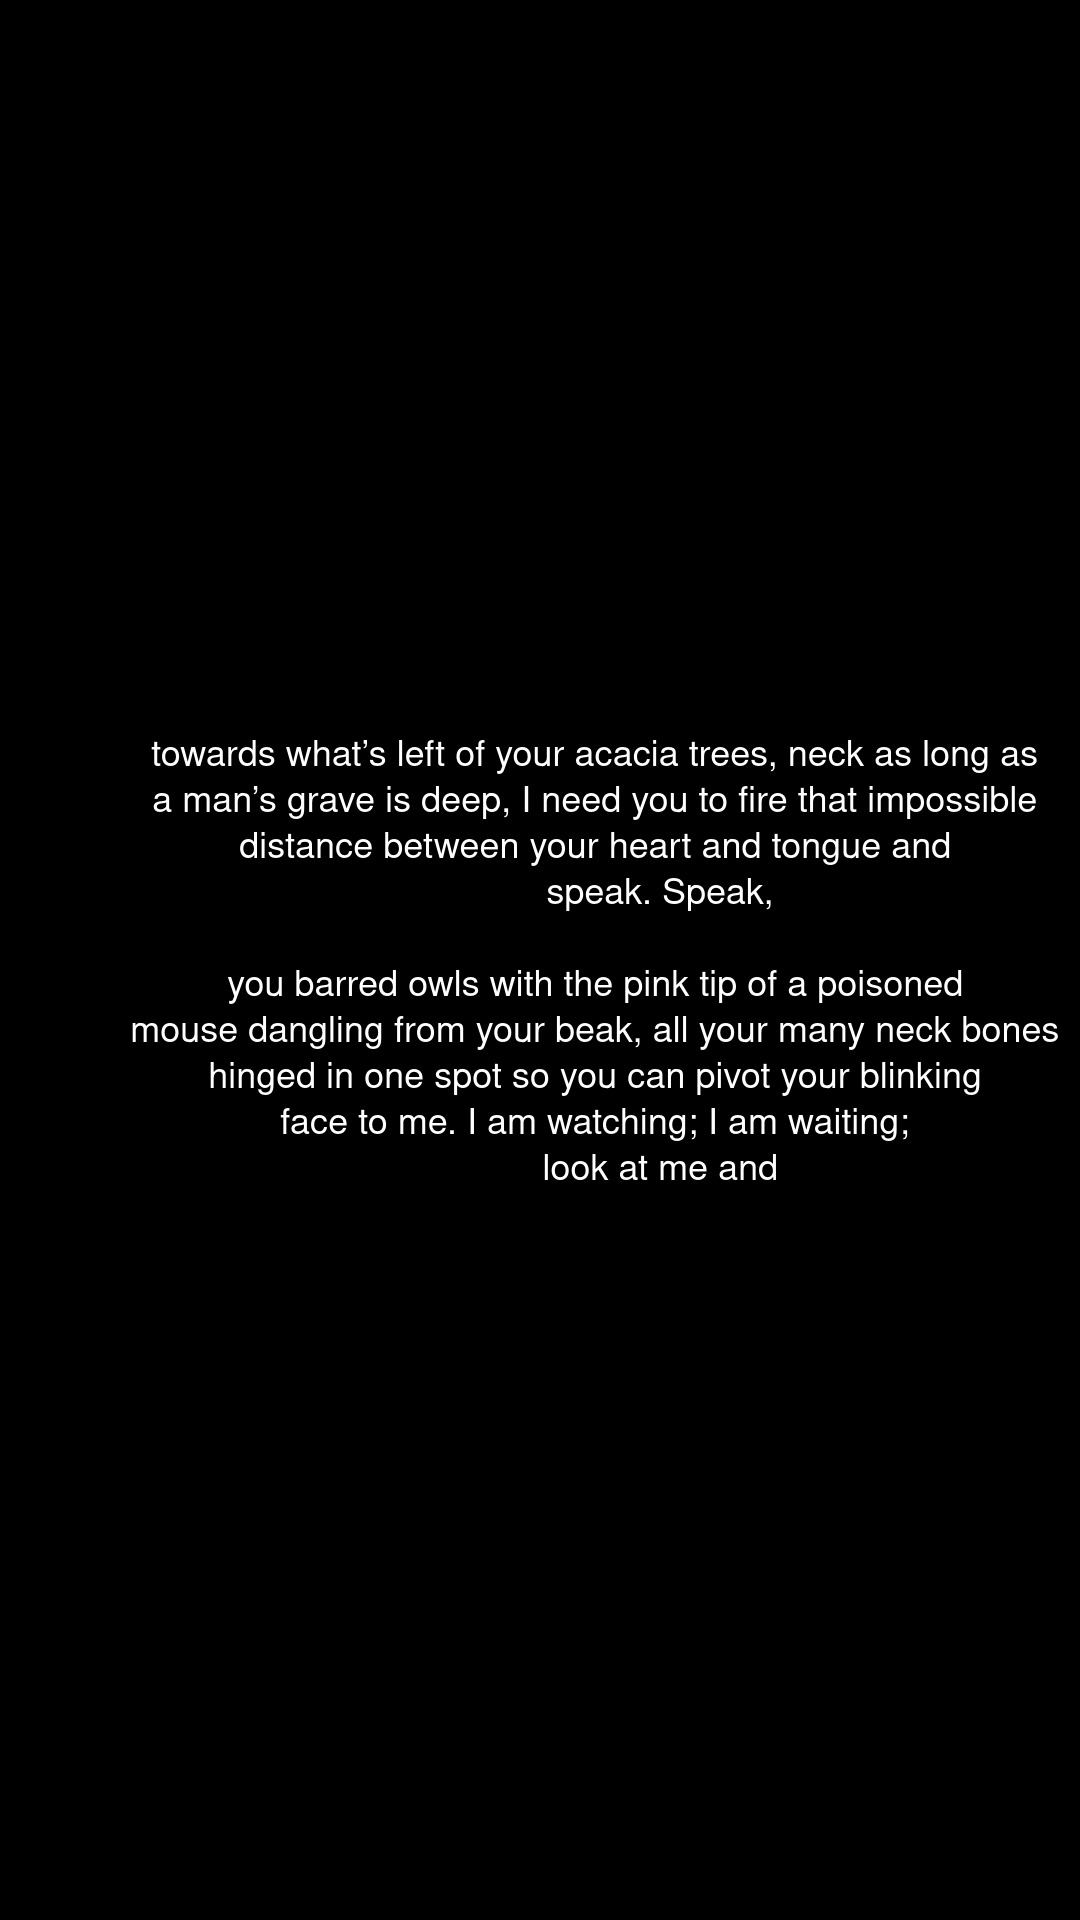 towards what’s left of your acacia trees, neck as long as
a man’s grave is deep, I need you to fire that impossible
distance between your heart and tongue and
speak. Speak,
you barred owls with the pink tip of a poisoned
mouse dangling from your beak, all your many neck bones
hinged in one spot so you can pivot your blinking
face to me. I am watching; I am waiting;
look at me and